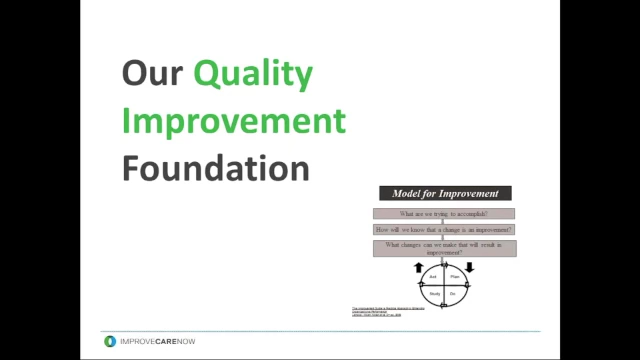 Our Quality
Improvement
Foundation
Model for Improvement
What are we trying to accomplish?
How will we know that a change is an improvement?
What changes can we make that will result in
improvement?
Act Plan
Study Do
IMPROVECARENOW